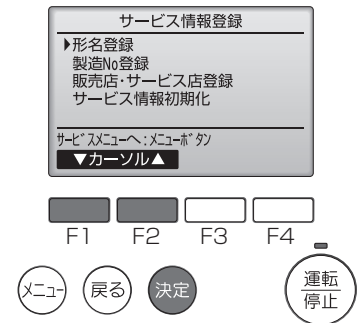 サービス情報登録
▶形名登録
製造No登録
販売店･サービス店登録
サービス情報初期化
ｻｰﾋﾞｽﾒﾆｭｰへ:ﾒﾆｭｰﾎﾞﾀﾝ
▼カーソル▲
F1 F2 F3 F4
メニュー 戻る 決定 運転
停止